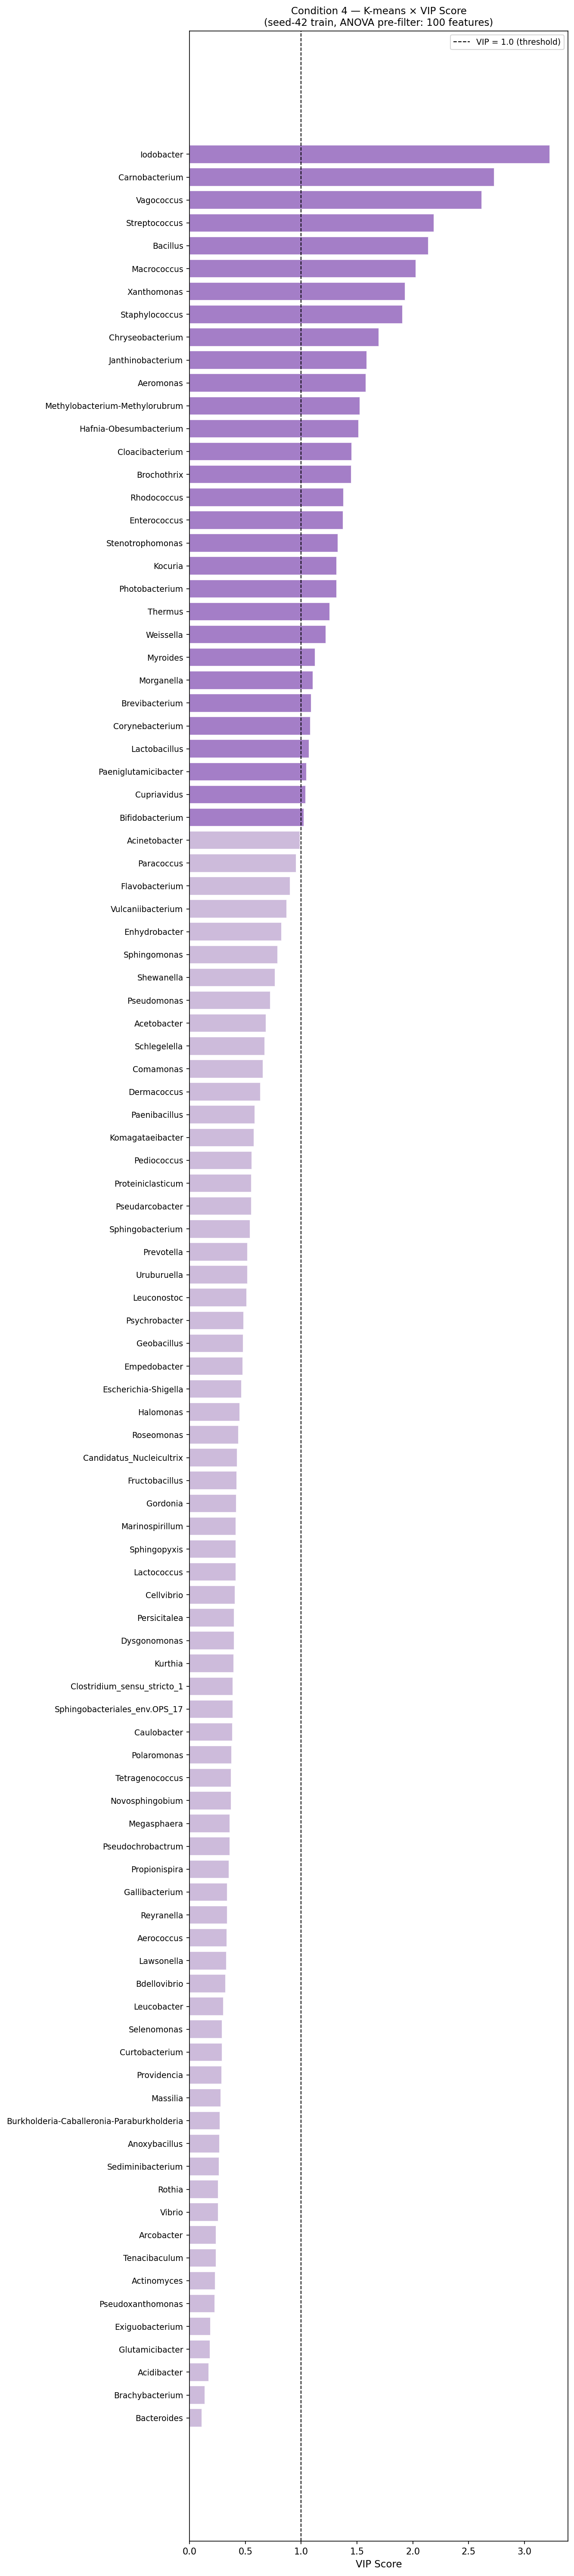 Condition 4 — K-means × VIP Score
(seed-42 train, ANOVA pre-filter: 100 features)
VIP = 1.0 (threshold)
Iodobacter
Carnobacterium
Vagococcus
Streptococcus
Bacillus
Macrococcus
Xanthomonas
Staphylococcus
Chryseobacterium
Janthinobacterium
Aeromonas
Methylobacterium-Methylorubrum
Hafnia-Obesumbacterium
Cloacibacterium
Brochothrix
Rhodococcus
Enterococcus
Stenotrophomonas
Kocuria
Photobacterium
Thermus
Weissella
Myroides
Morganella
Brevibacterium
Corynebacterium
Lactobacillus
Paeniglutamicibacter
Cupriavidus
Bifidobacterium
Acinetobacter
Paracoccus
Flavobacterium
Vulcaniibacterium
Enhydrobacter
Sphingomonas
Shewanella
Pseudomonas
Acetobacter
Schlegelella
Comamonas
Dermacoccus
Paenibacillus
Komagataeibacter
Pediococcus
Proteiniclasticum
Pseudarcobacter
Sphingobacterium
Prevotella
Uruburuella
Leuconostoc
Psychrobacter
Geobacillus
Empedobacter
Escherichia-Shigella
Halomonas
Roseomonas
Candidatus_Nucleicultrix
Fructobacillus
Gordonia
Marinospirillum
Sphingopyxis
Lactococcus
Cellvibrio
Persicitalea
Dysgonomonas
Kurthia
Clostridium_sensu_stricto_1
Sphingobacteriales_env.OPS_17
Caulobacter
Polaromonas
Tetragenococcus
Novosphingobium
Megasphaera
Pseudochrobactrum
Propionispira
Gallibacterium
Reyranella
Aerococcus
Lawsonella
Bdellovibrio
Leucobacter
Selenomonas
Curtobacterium
Providencia
Massilia
Burkholderia-Caballeronia-Paraburkholderia
Anoxybacillus
Sediminibacterium
Rothia
Vibrio
Arcobacter
Tenacibaculum
Actinomyces
Pseudoxanthomonas
Exiguobacterium
Glutamicibacter
Acidibacter
Brachybacterium
Bacteroides
0.0 0.5 1.0 1.5 2.0 2.5 3.0
VIP Score